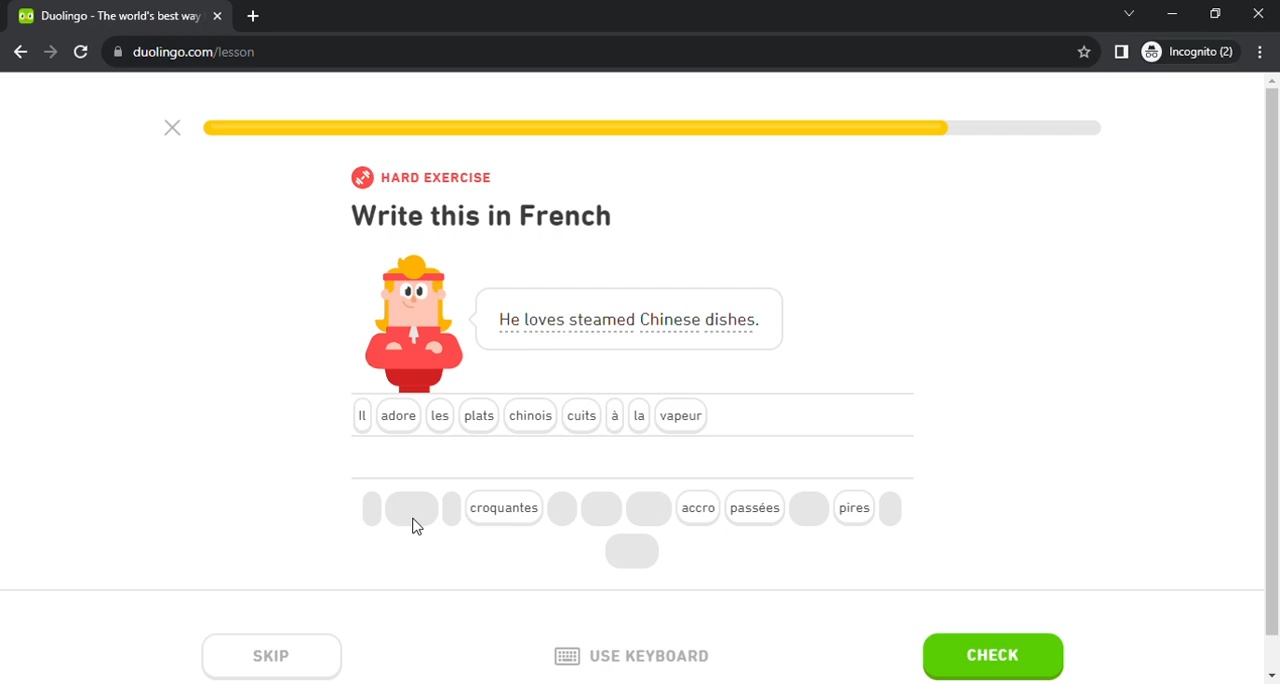 Duolingo - The world's best way
duolingo.com/lesson
Incognito (2)
HARD EXERCISE
Write this in French
He loves steamed Chinese dishes.
Il adore les plats chinois cuits à la vapeur
croquantes accro passées pires
SKIP
USE KEYBOARD
CHECK